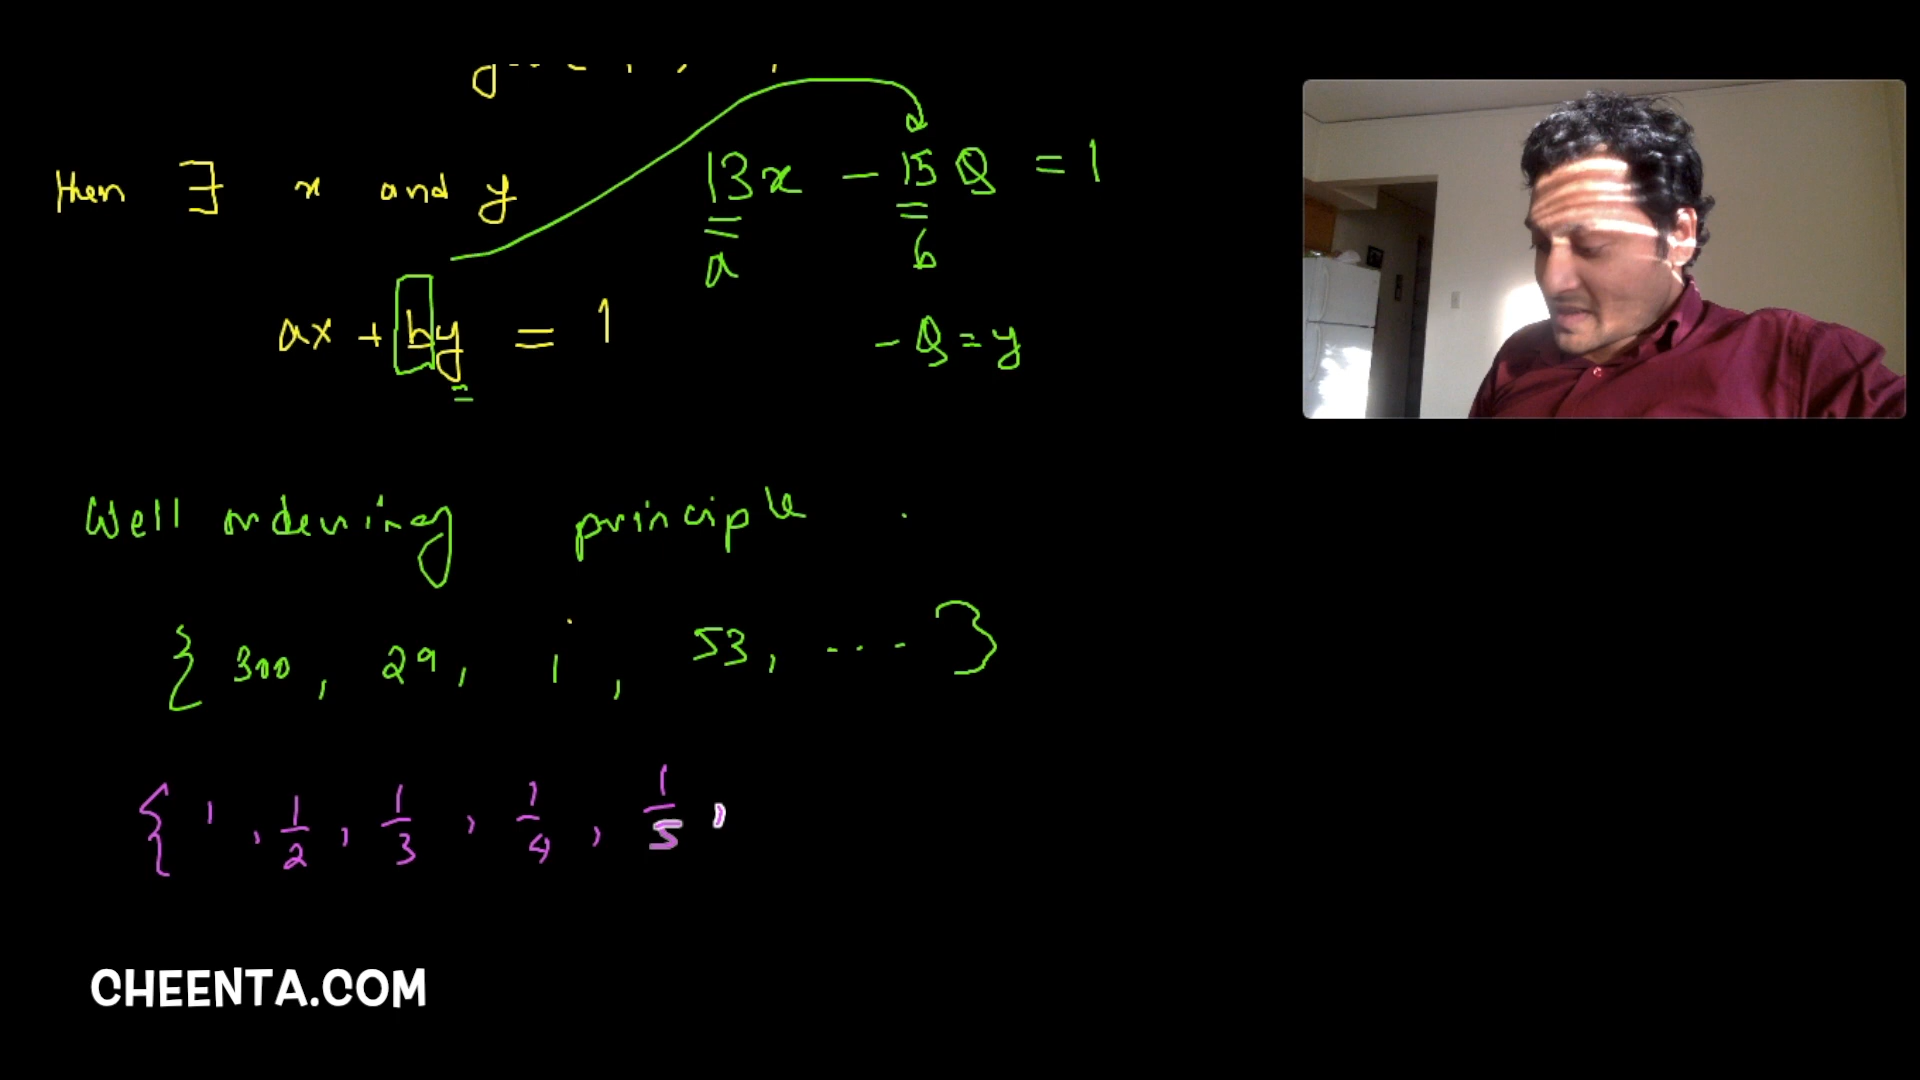 then ∃ x and y
13x - 15Q = 1
a b
ax + by = 1
- Q = y
Well ordering principle .
{ 300, 29, 1, 53, ... }
{ 1, 1/2, 1/3, 1/4, 1/5,
CHEENTA.COM